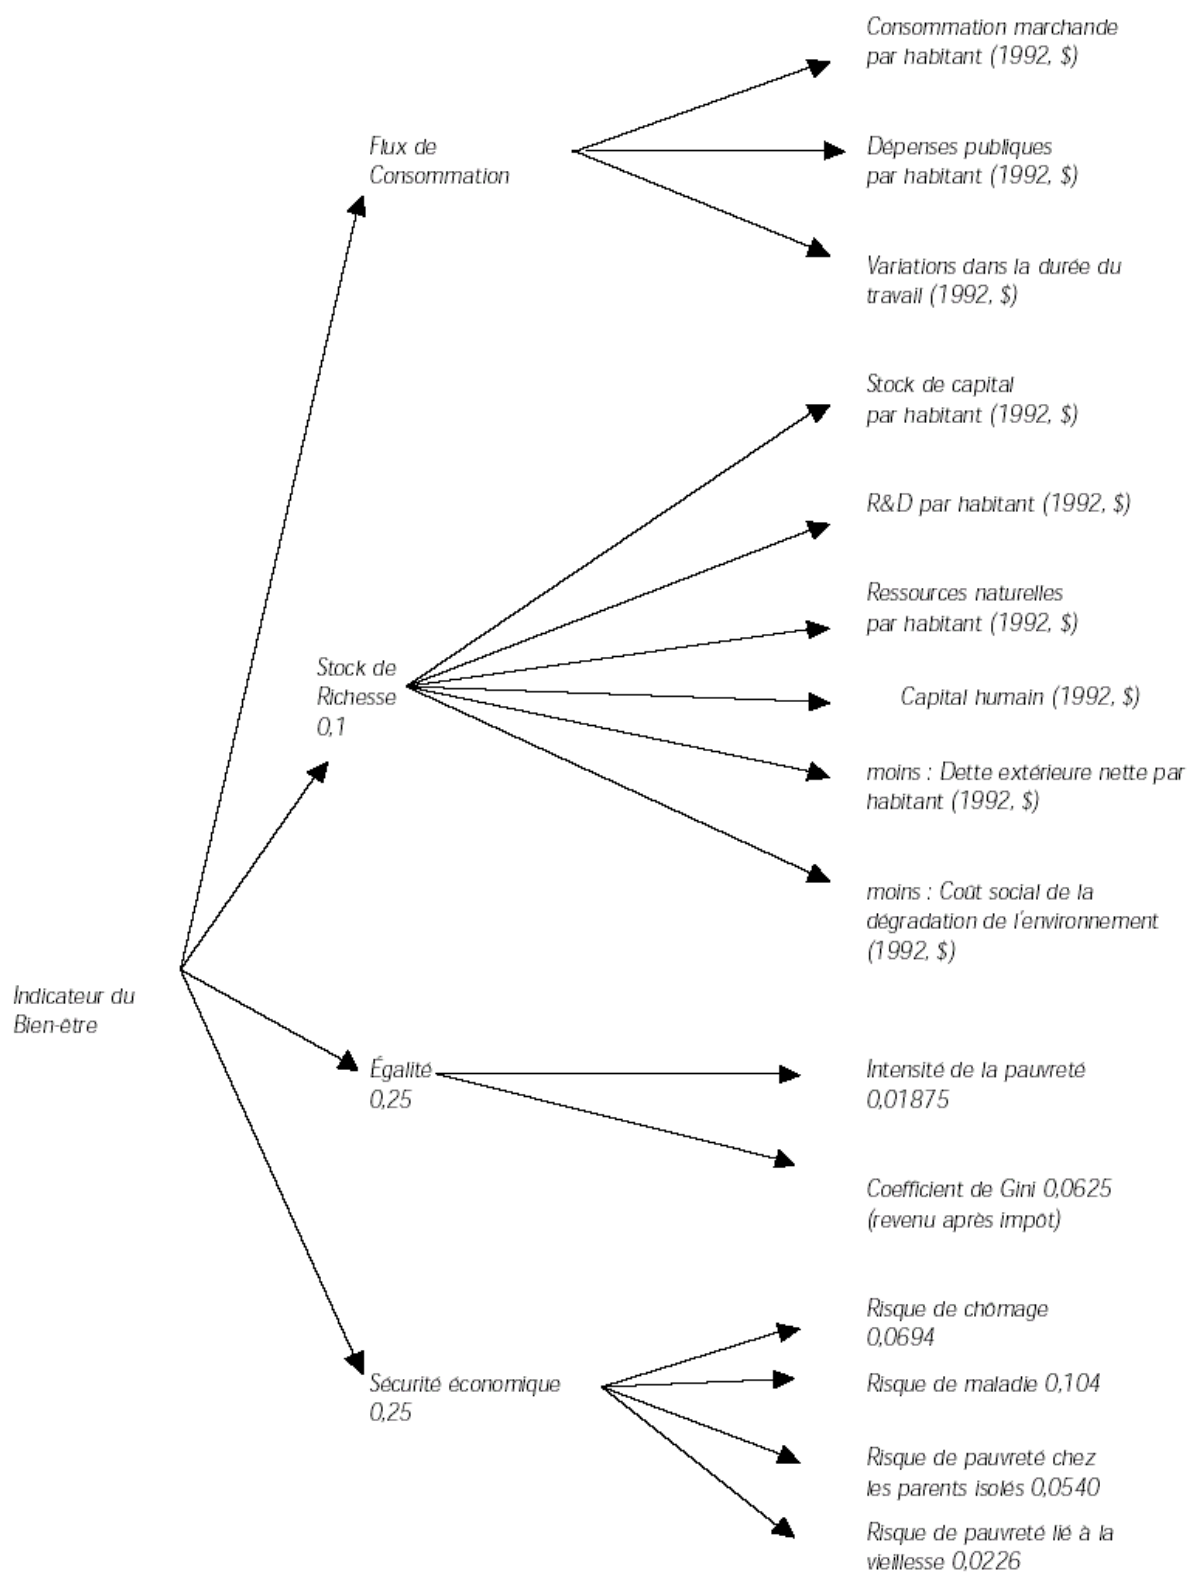 Consommation marchande
par habitant (1992, $)
Flux de
Consommation
Dépenses publiques
par habitant (1992, $)
Variations dans la durée du
travail (1992, $)
Stock de capital
par habitant (1992, $)
R&D par habitant (1992, $)
Ressources naturelles
par habitant (1992, $)
Stock de
Richesse
0,1
Capital humain (1992, $)
moins : Dette extérieure nette par
habitant (1992, $)
moins : Coût social de la
dégradation de l'environnement
(1992, $)
Indicateur du
Bien-être
Égalité
0,25
Intensité de la pauvreté
0,01875
Coefficient de Gini 0,0625
(revenu après impôt)
Risque de chômage
0,0694
Sécurité économique
0,25
Risque de maladie 0,104
Risque de pauvreté chez
les parents isolés 0,0540
Risque de pauvreté lié à la
vieillesse 0,0226